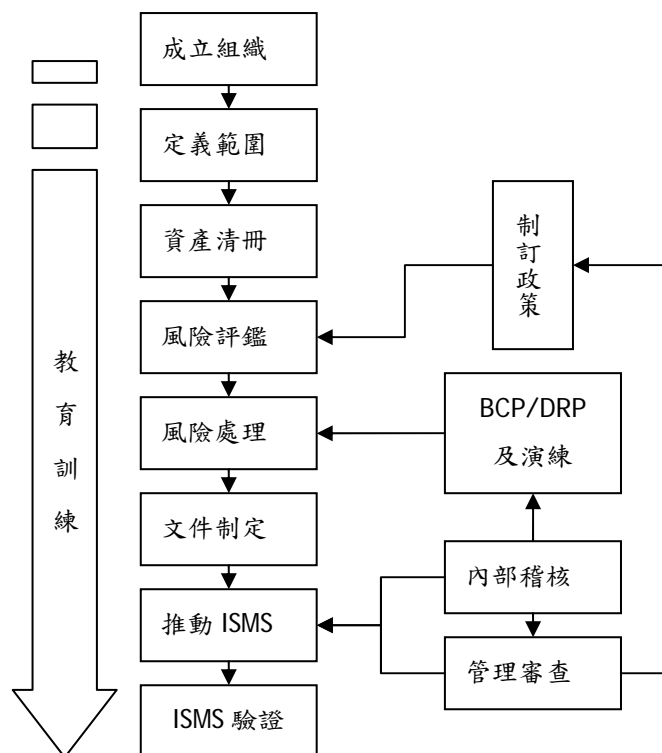 成立組織
定義範圍
資產清冊
風險評鑑
風險處理
文件制定
推動 ISMS
ISMS 驗證
教育訓練
制訂政策
BCP/DRP
及演練
內部稽核
管理審查